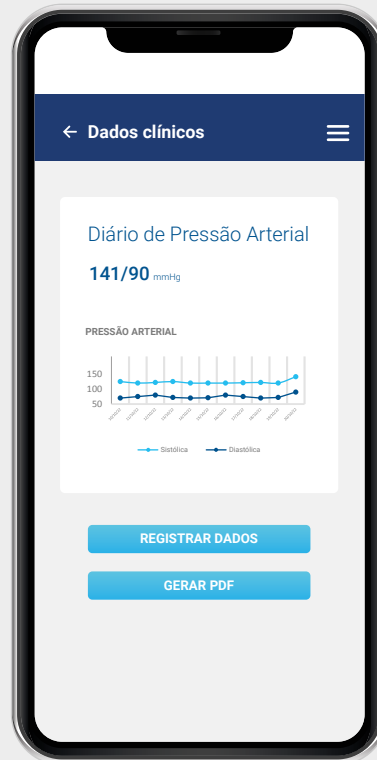 Dados clínicos
Diário de Pressão Arterial
141/90 mmHg
PRESSÃO ARTERIAL
150
100
50
Sistólica Diastólica
REGISTRAR DADOS
GERAR PDF